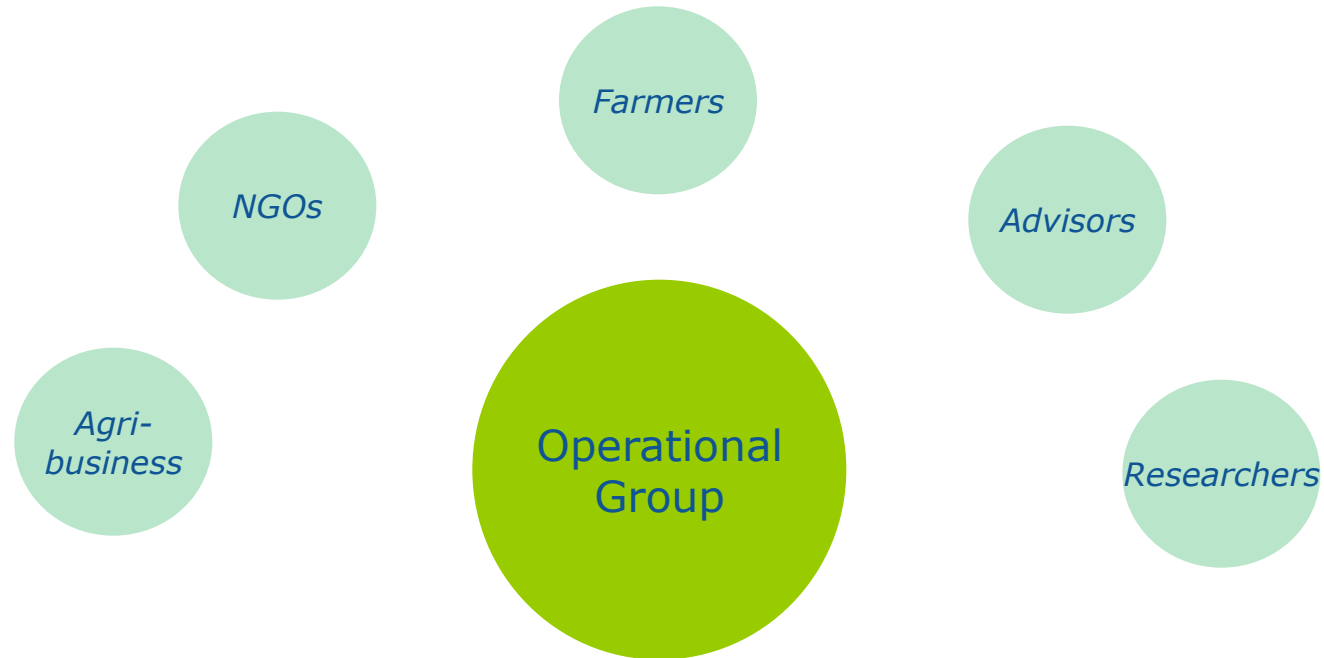 Farmers
NGOs
Advisors
Agri-
business
Operational
Group
Researchers